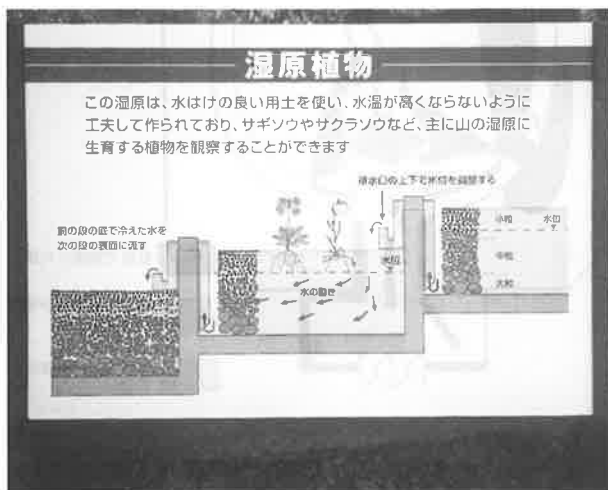 湿原植物
この湿原は、水はけの良い用土を使い、水温が高くならないように
工夫して作られており、サギソウやサクラソウなど、主に山の湿原に
生育する植物を観察することができます
排水口の上下で水位を調整する
前の段の底で冷えた水を
次の段の表面に流す
小粒
水位
中粒
大粒
水位
水の動き
水位